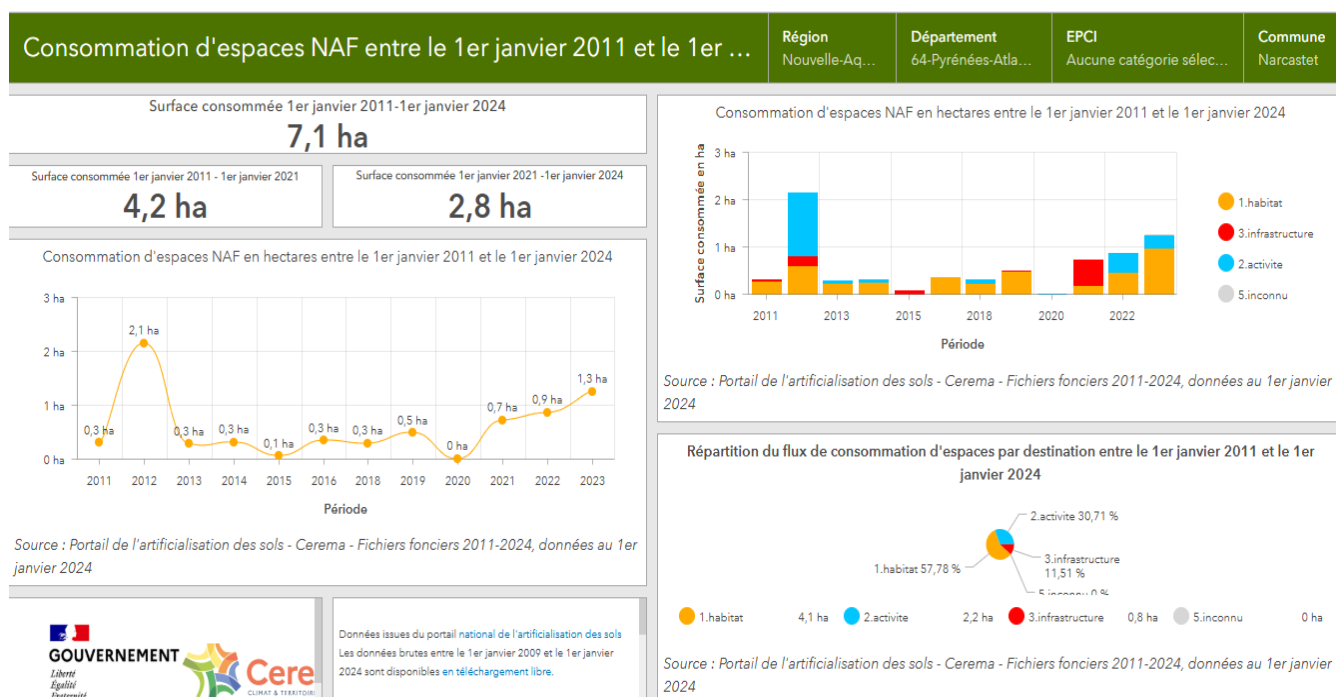 Consommation d'espaces NAF entre le 1er janvier 2011 et le 1er ...
Région
Nouvelle-Aq...
Département
64-Pyrénées-Atla...
EPCI
Aucune catégorie sélec...
Commune
Narcastet
Surface consommée 1er janvier 2011-1er janvier 2024
7,1 ha
Surface consommée 1er janvier 2011 - 1er janvier 2021
4,2 ha
Surface consommée 1er janvier 2021 -1er janvier 2024
2,8 ha
Consommation d'espaces NAF en hectares entre le 1er janvier 2011 et le 1er janvier 2024
3 ha
2 ha
1 ha
0 ha
0,3 ha
2,1 ha
0,3 ha
0,3 ha
0,1 ha
0,3 ha
0,3 ha
0,5 ha
0 ha
0,7 ha
0,9 ha
1,3 ha
2011 2012 2013 2014 2015 2016 2018 2019 2020 2021 2022 2023
Période
Source : Portail de l'artificialisation des sols - Cerema - Fichiers fonciers 2011-2024, données au 1er
janvier 2024
GOUVERNEMENT
Liberté
Égalité
Fraternité
Cere
CLIMAT & TERRITOIR
Données issues du portail national de l'artificialisation des sols
Les données brutes entre le 1er janvier 2009 et le 1er janvier
2024 sont disponibles en téléchargement libre.
Consommation d'espaces NAF en hectares entre le 1er janvier 2011 et le 1er janvier 2024
Surface consommée en ha
3 ha
2 ha
1 ha
0 ha
2011 2013 2015 2018 2020 2022
Période
1.habitat
3.infrastructure
2.activite
5.inconnu
Source : Portail de l'artificialisation des sols - Cerema - Fichiers fonciers 2011-2024, données au 1er janvier
2024
Répartition du flux de consommation d'espaces par destination entre le 1er janvier 2011 et le 1er
janvier 2024
2.activite 30,71 %
3.infrastructure
11,51 %
1.habitat 57,78 %
5.inconnu 0 %
1.habitat 4,1 ha 2.activite 2,2 ha 3.infrastructure 0,8 ha 5.inconnu 0 ha
Source : Portail de l'artificialisation des sols - Cerema - Fichiers fonciers 2011-2024, données au 1er janvier
2024